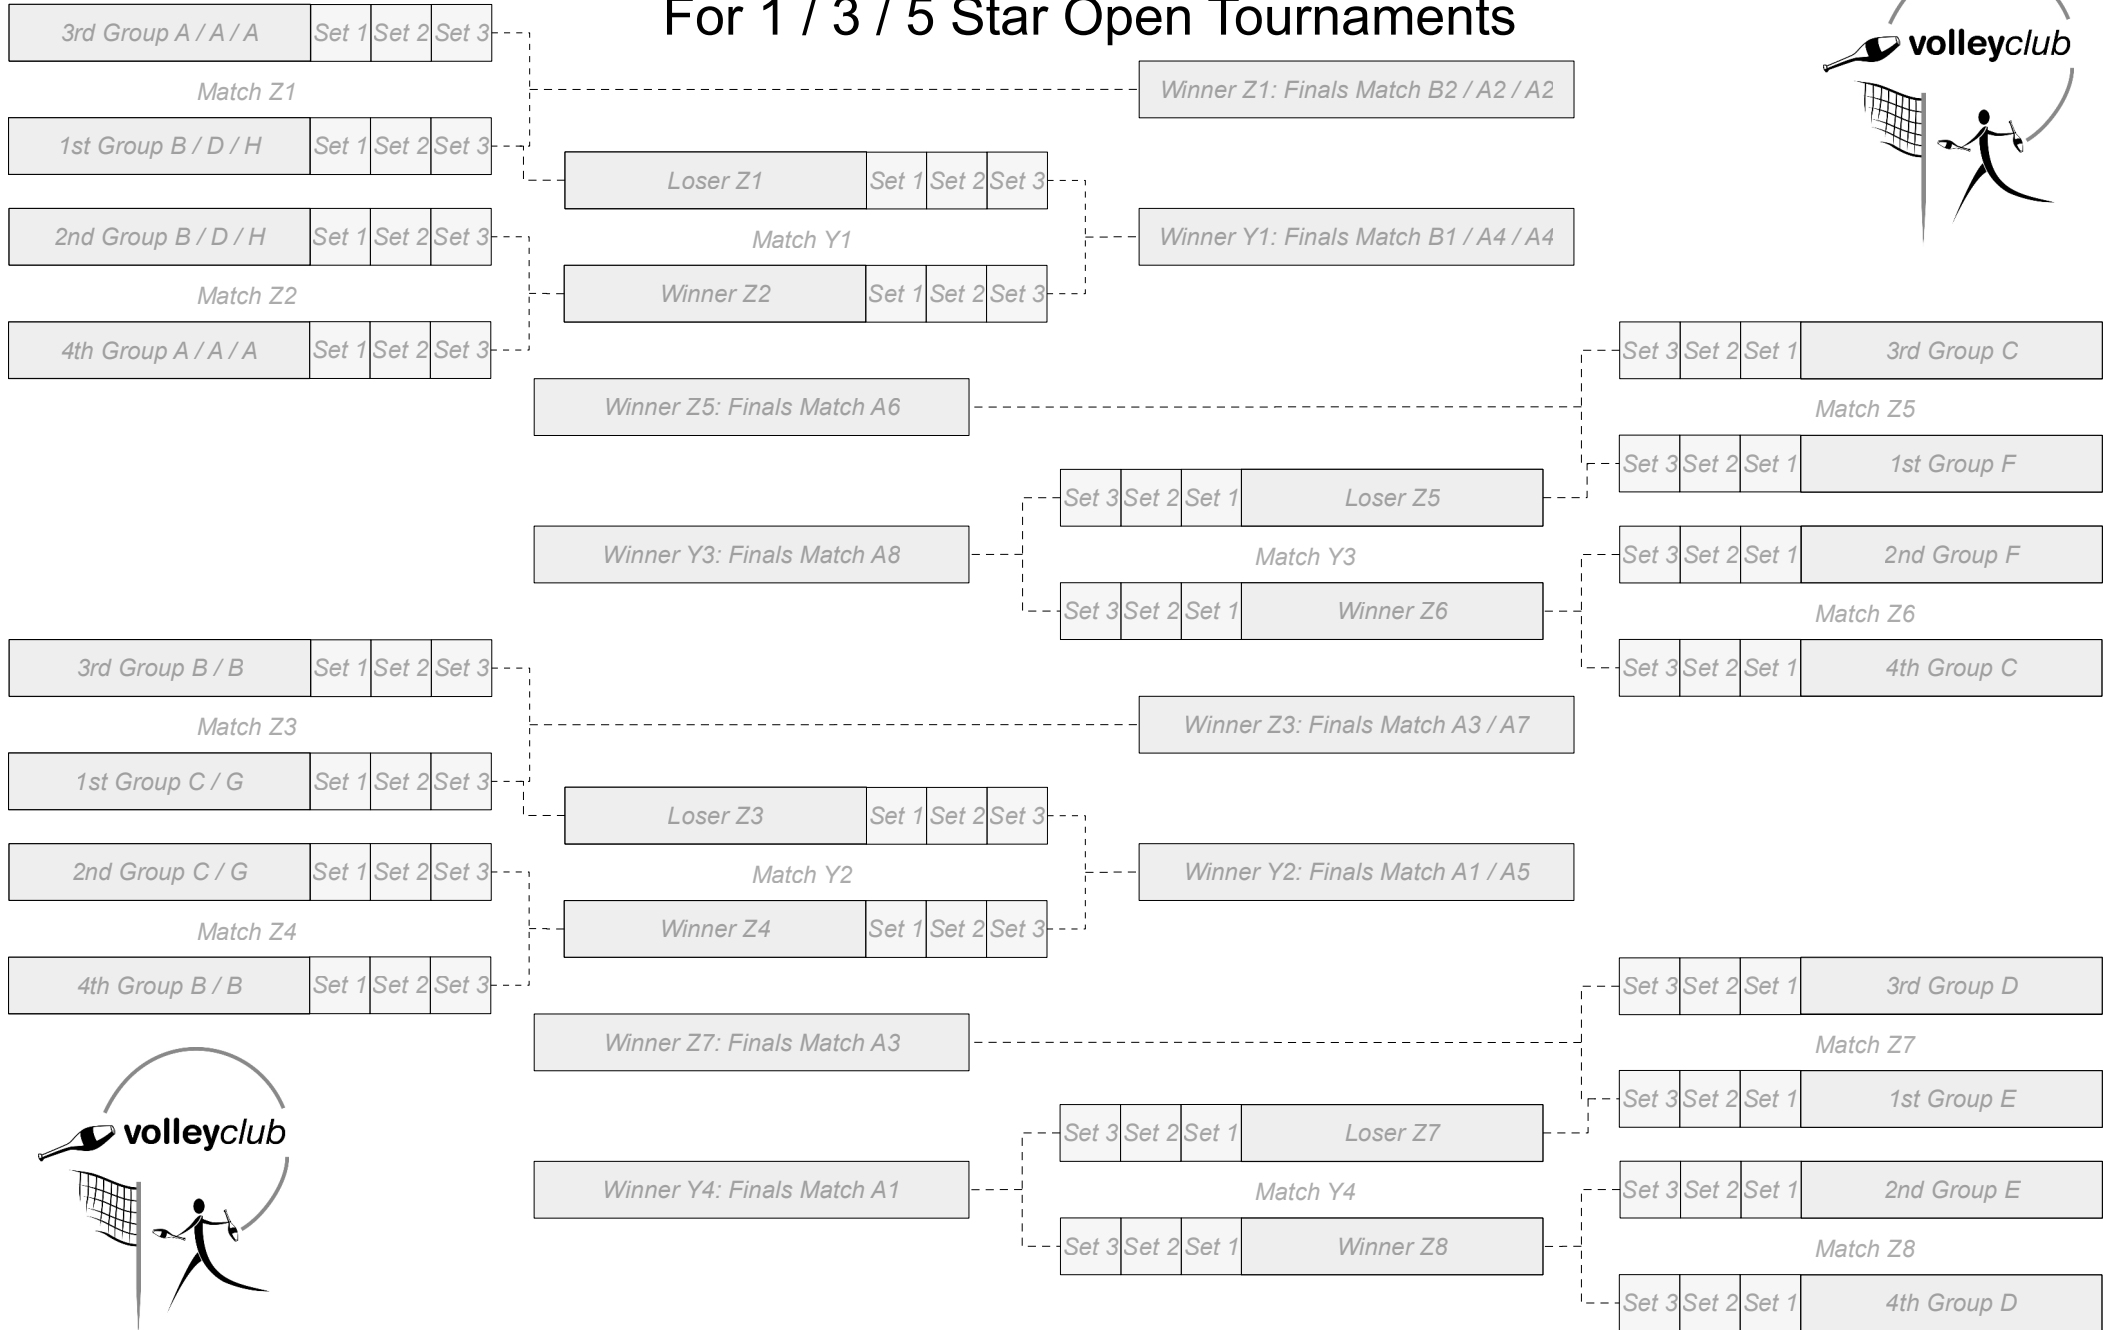 For 1 / 3 / 5 Star Open Tournaments
volleyclub
3rd Group A / A / A Set 1 Set 2 Set 3
Match Z1
1st Group B / D / H Set 1 Set 2 Set 3
Winner Z1: Finals Match B2 / A2 / A2
Loser Z1 Set 1 Set 2 Set 3
Match Y1
Winner Z2 Set 1 Set 2 Set 3
Winner Y1: Finals Match B1 / A4 / A4
2nd Group B / D / H Set 1 Set 2 Set 3
Match Z2
4th Group A / A / A Set 1 Set 2 Set 3
Set 3 Set 2 Set 1 3rd Group C
Match Z5
Set 3 Set 2 Set 1 1st Group F
Winner Z5: Finals Match A6
Set 3 Set 2 Set 1 Loser Z5
Match Y3
Set 3 Set 2 Set 1 Winner Z6
Winner Y3: Finals Match A8
Set 3 Set 2 Set 1 2nd Group F
Match Z6
Set 3 Set 2 Set 1 4th Group C
3rd Group B / B Set 1 Set 2 Set 3
Match Z3
1st Group C / G Set 1 Set 2 Set 3
Winner Z3: Finals Match A3 / A7
Loser Z3 Set 1 Set 2 Set 3
Match Y2
Winner Z4 Set 1 Set 2 Set 3
Winner Y2: Finals Match A1 / A5
2nd Group C / G Set 1 Set 2 Set 3
Match Z4
4th Group B / B Set 1 Set 2 Set 3
Set 3 Set 2 Set 1 3rd Group D
Match Z7
Set 3 Set 2 Set 1 1st Group E
Winner Z7: Finals Match A3
Set 3 Set 2 Set 1 Loser Z7
Match Y4
Set 3 Set 2 Set 1 Winner Z8
Winner Y4: Finals Match A1
Set 3 Set 2 Set 1 2nd Group E
Match Z8
Set 3 Set 2 Set 1 4th Group D
volleyclub